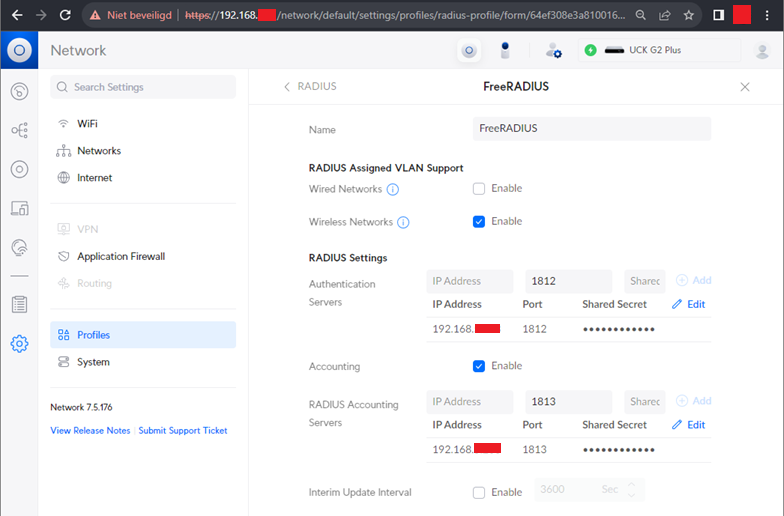 Niet beveiligd https://192.168. /network/default/settings/profiles/radius-profile/form/64ef308e3a810016...
Network
UCK G2 Plus
Search Settings
WiFi
Networks
Internet
VPN
Application Firewall
Routing
Profiles
System
Network 7.5.176
View Release Notes Submit Support Ticket
RADIUS
FreeRADIUS
Name
FreeRADIUS
RADIUS Assigned VLAN Support
Wired Networks Enable
Wireless Networks Enable
RADIUS Settings
Authentication Servers
IP Address 1812 Sharec Add
IP Address Port Shared Secret Edit
192.168. 1812 ••••••••••••
Accounting Enable
RADIUS Accounting Servers
IP Address 1813 Sharec Add
IP Address Port Shared Secret Edit
192.168. 1813 ••••••••••••
Interim Update Interval Enable 3600 Sec